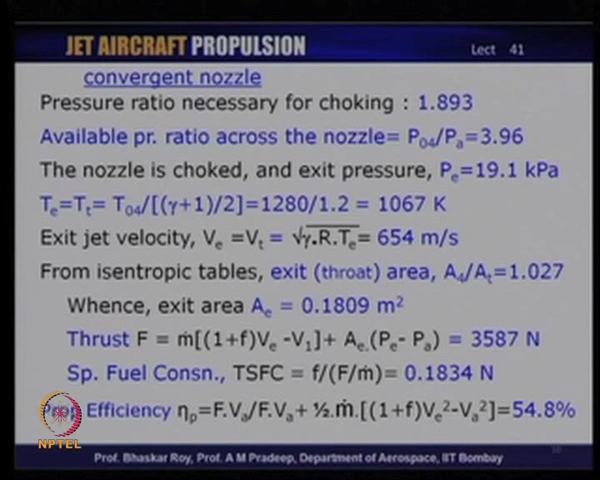 JET AIRCRAFT PROPULSION Lect 41
convergent nozzle
Pressure ratio necessary for choking : 1.893
Available pr. ratio across the nozzle= P04/Pa=3.96
The nozzle is choked, and exit pressure, Pe=19.1 kPa
Te=Tt= T04/[(γ+1)/2]=1280/1.2 = 1067 K
Exit jet velocity, Ve =Vt = √γ.R.Te= 654 m/s
From isentropic tables, exit (throat) area, A4/At=1.027
Whence, exit area Ae = 0.1809 m²
Thrust F = ṁ[(1+f)Ve -V1]+ Ae.(Pe- Pa) = 3587 N
Sp. Fuel Consn., TSFC = f/(F/ṁ)= 0.1834 N
Prop Efficiency ηp=F.Va/F.Va+ ½.ṁ.[(1+f)Ve²-Va²]=54.8%
NPTEL
Prof. Bhaskar Roy, Prof. A M Pradeep, Department of Aerospace, IIT Bombay